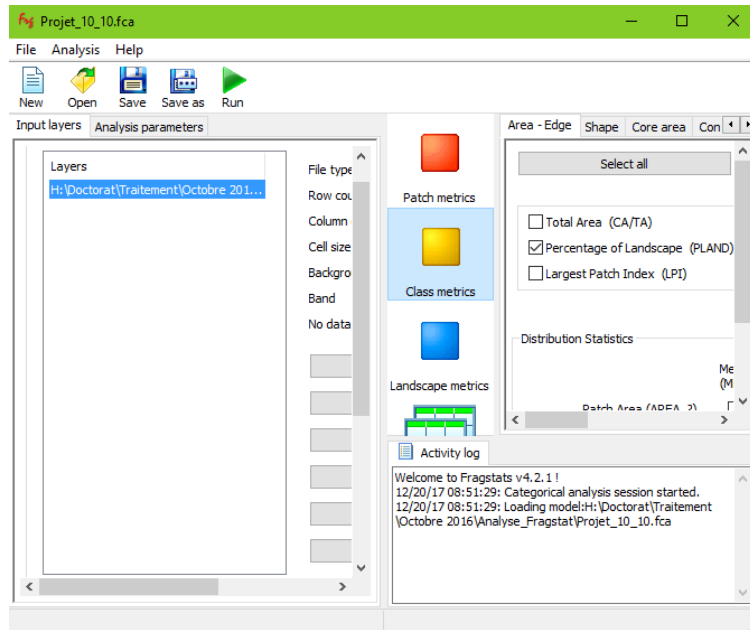 Projet_10_10.fca
File Analysis Help
New Open Save Save as Run
Input layers Analysis parameters
Layers
H:\Doctorat\Traitement\Octobre 201...
File type
Row cou
Column
Cell size
Backgro
Band
No data
Patch metrics
Class metrics
Landscape metrics
Area - Edge Shape Core area Con
Select all
Total Area (CA/TA)
Percentage of Landscape (PLAND)
Largest Patch Index (LPI)
Distribution Statistics
Me
(M
Patch Area (AREA_?)
Activity log
Welcome to Fragstats v4.2.1 !
12/20/17 08:51:29: Categorical analysis session started.
12/20/17 08:51:29: Loading model:H:\Doctorat\Traitement
\Octobre 2016\Analyse_Fragstat\Projet_10_10.fca